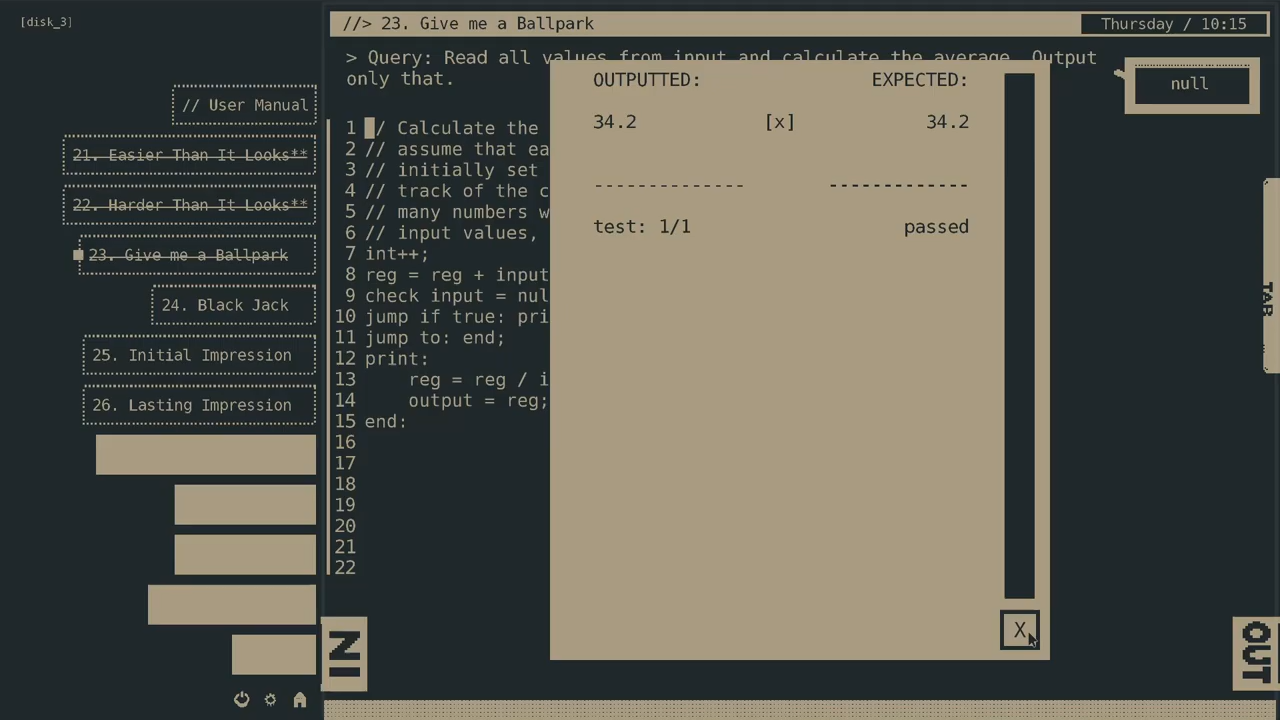 [disk_3]
// User Manual
21. Easier Than It Looks**
22. Harder Than It Looks**
23. Give me a Ballpark
24. Black Jack
25. Initial Impression
26. Lasting Impression
//> 23. Give me a Ballpark
Thursday / 10:15
> Query: Read all values from input and calculate the average. Output
only that.
1 // Calculate the
2 // assume that ea
3 // initially set
4 // track of the c
5 // many numbers w
6 // input values,
7 int++;
8 reg = reg + input
9 check input = nul
10 jump if true: pri
11 jump to: end;
12 print:
13 reg = reg / i
14 output = reg;
15 end:
16
17
18
19
20
21
22
OUTPUTTED: EXPECTED:
34.2 [x] 34.2
-------------- -------------
test: 1/1 passed
X
null
TAB
IN
OUT